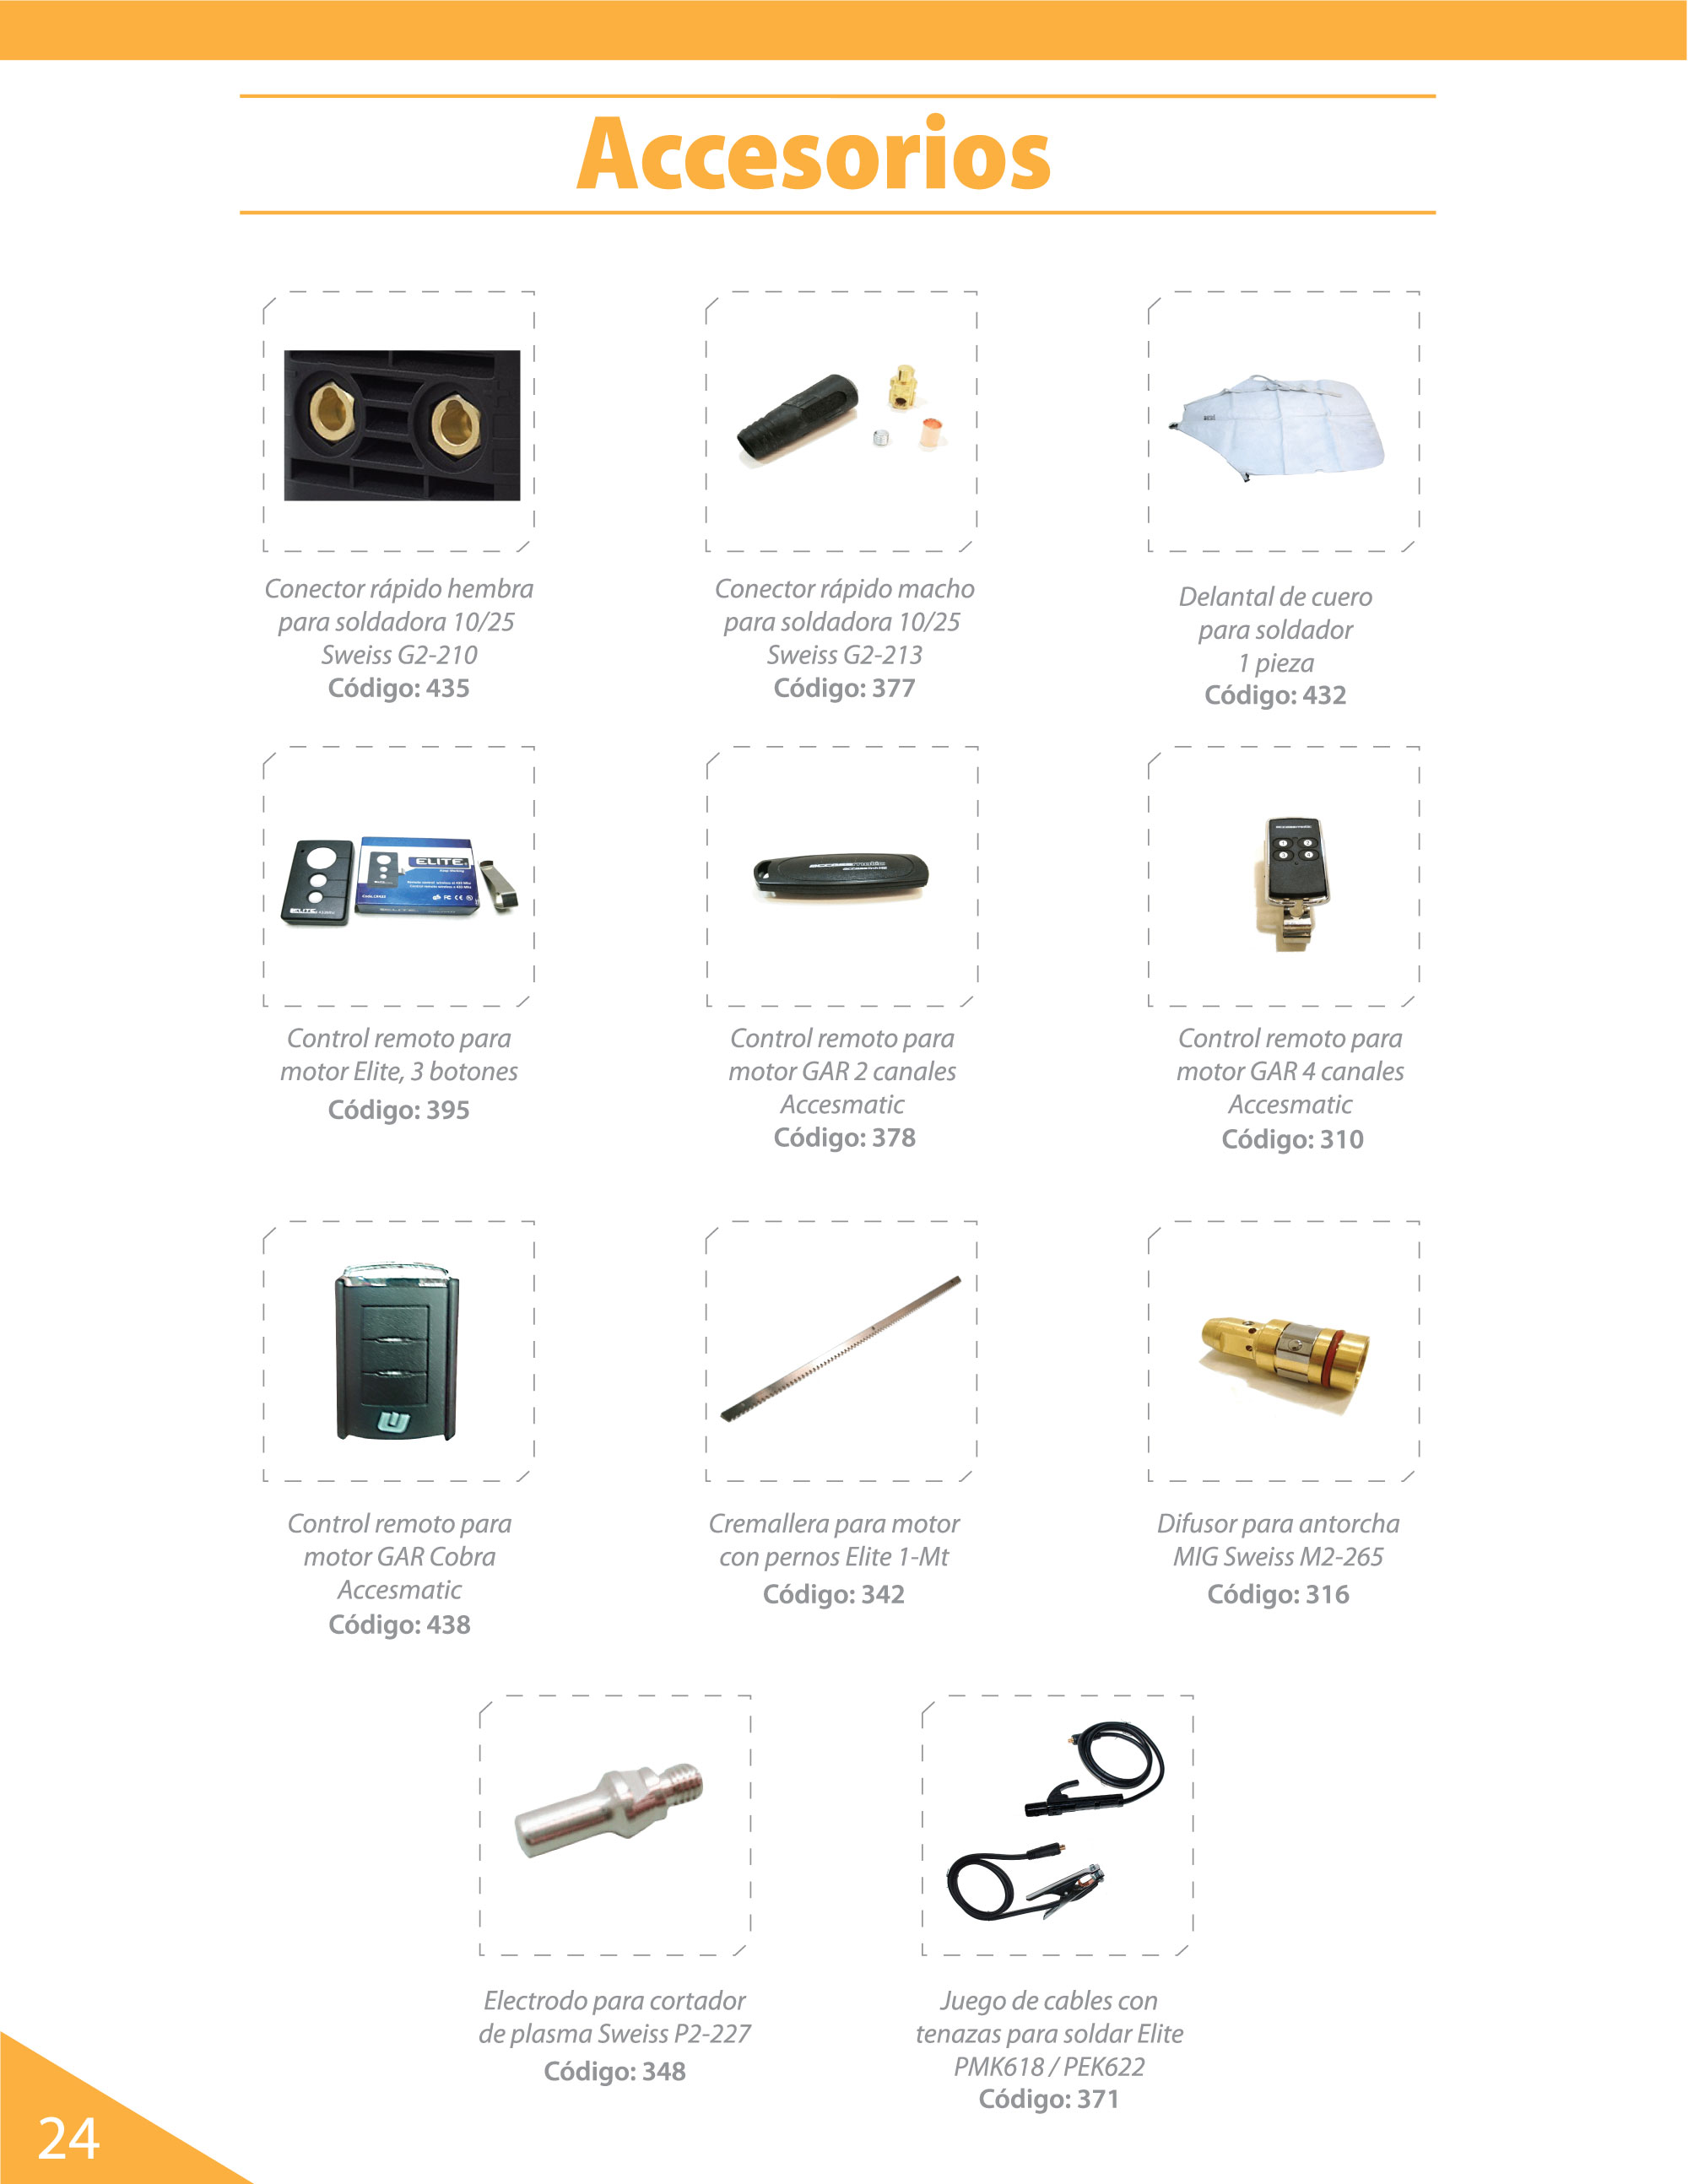 Accesorios
Conector rápido hembra
para soldadora 10/25
Sweiss G2-210
Código: 435
Conector rápido macho
para soldadora 10/25
Sweiss G2-213
Código: 377
Delantal de cuero
para soldador
1 pieza
Código: 432
ELITE
ELITE
accessmatic
accessmatic
Control remoto para
motor Elite, 3 botones
Código: 395
Control remoto para
motor GAR 2 canales
Accesmatic
Código: 378
Control remoto para
motor GAR 4 canales
Accesmatic
Código: 310
Control remoto para
motor GAR Cobra
Accesmatic
Código: 438
Cremallera para motor
con pernos Elite 1-Mt
Código: 342
Difusor para antorcha
MIG Sweiss M2-265
Código: 316
Electrodo para cortador
de plasma Sweiss P2-227
Código: 348
Juego de cables con
tenazas para soldar Elite
PMK618 / PEK622
Código: 371
24